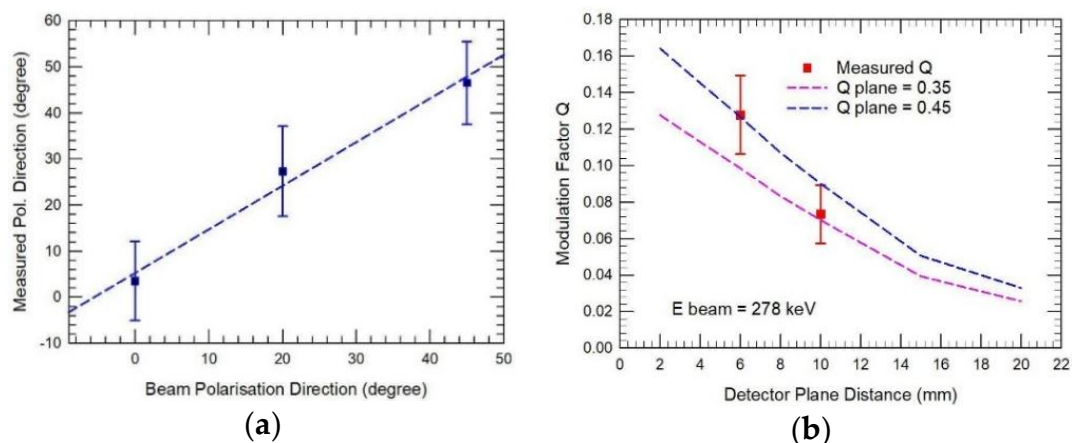 60
50
40
30
20
10
0
-10
Measured Pol. Direction (degree)
0 10 20 30 40 50
Beam Polarisation Direction (degree)
(a)
0.18
0.16
0.14
0.12
0.10
0.08
0.06
0.04
0.02
0.00
Modulation Factor Q
Measured Q
Q plane = 0.35
Q plane = 0.45
E beam = 278 keV
0 2 4 6 8 10 12 14 16 18 20 22
Detector Plane Distance (mm)
(b)